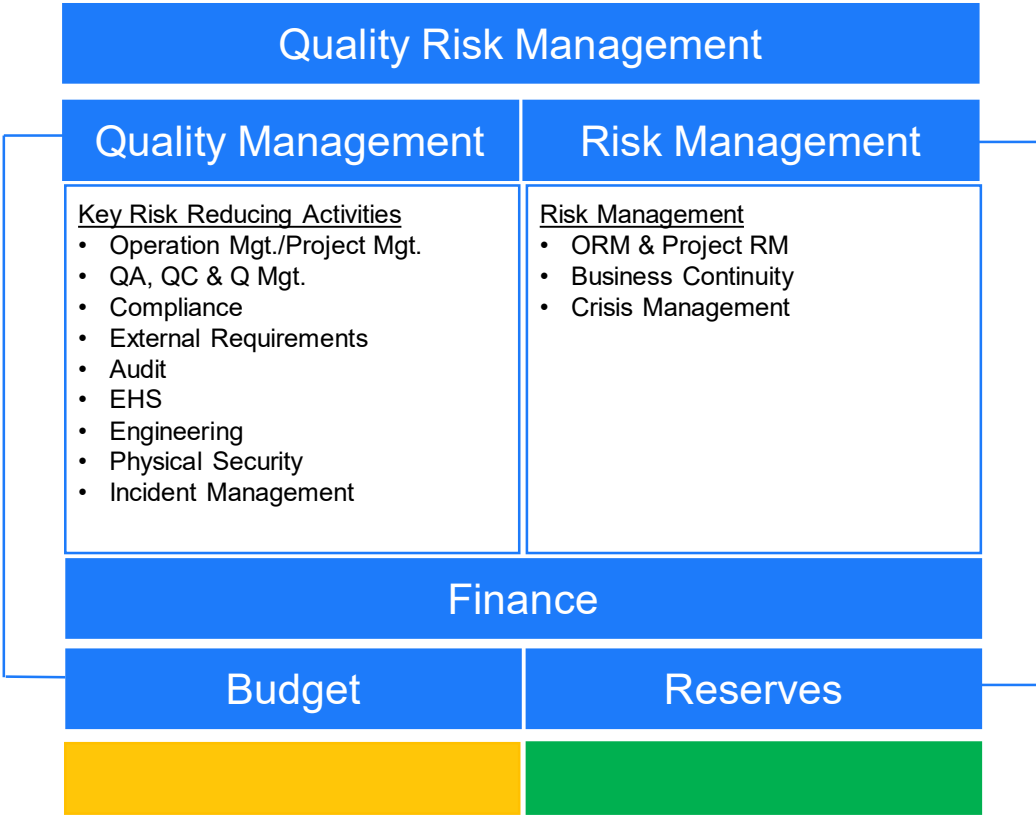 Quality Risk Management
Quality Management
Risk Management
Key Risk Reducing Activities
• Operation Mgt./Project Mgt.
• QA, QC & Q Mgt.
• Compliance
• External Requirements
• Audit
• EHS
• Engineering
• Physical Security
• Incident Management
Risk Management
• ORM & Project RM
• Business Continuity
• Crisis Management
Finance
Budget
Reserves